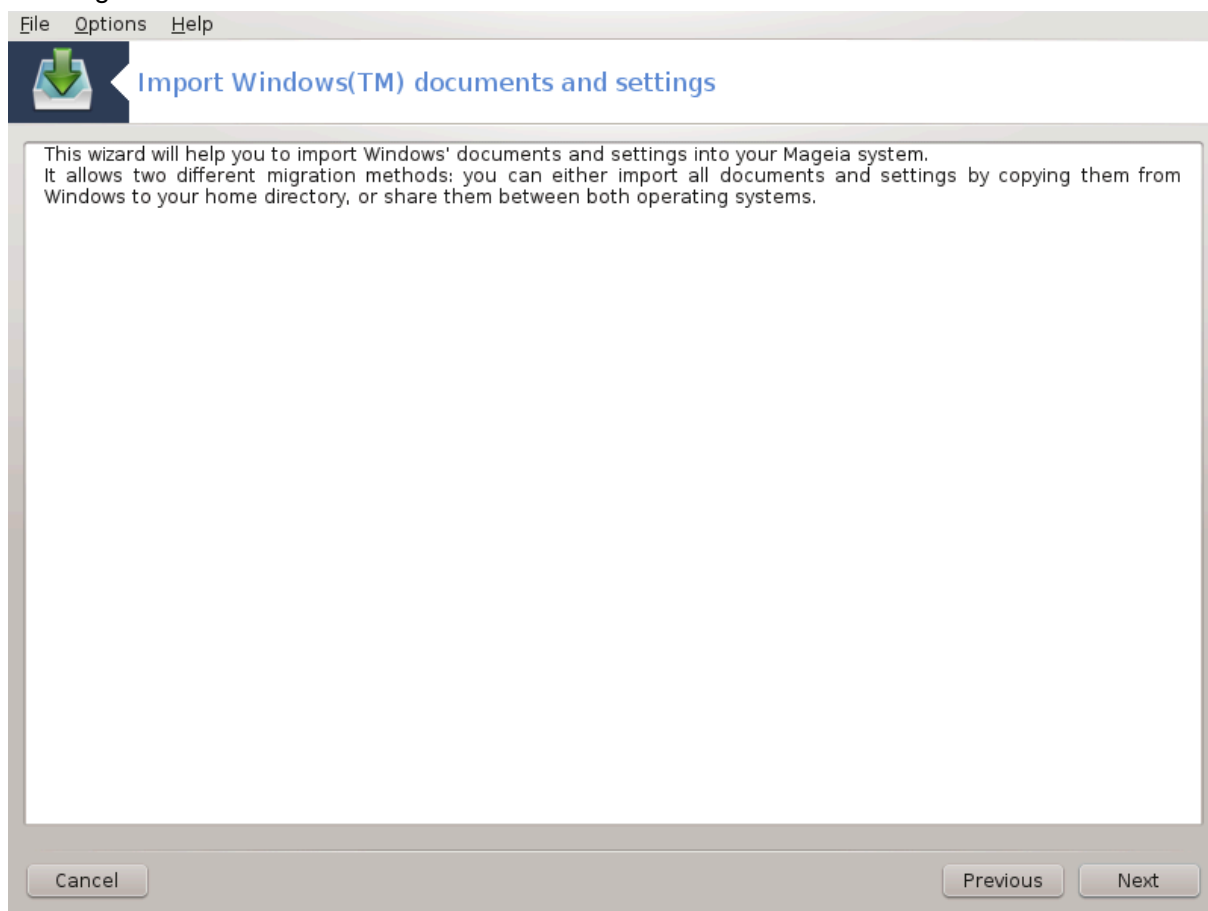 File Options Help
Import Windows(TM) documents and settings
This wizard will help you to import Windows' documents and settings into your Mageia system.
It allows two different migration methods: you can either import all documents and settings by copying them from
Windows to your home directory, or share them between both operating systems.
Cancel Previous Next